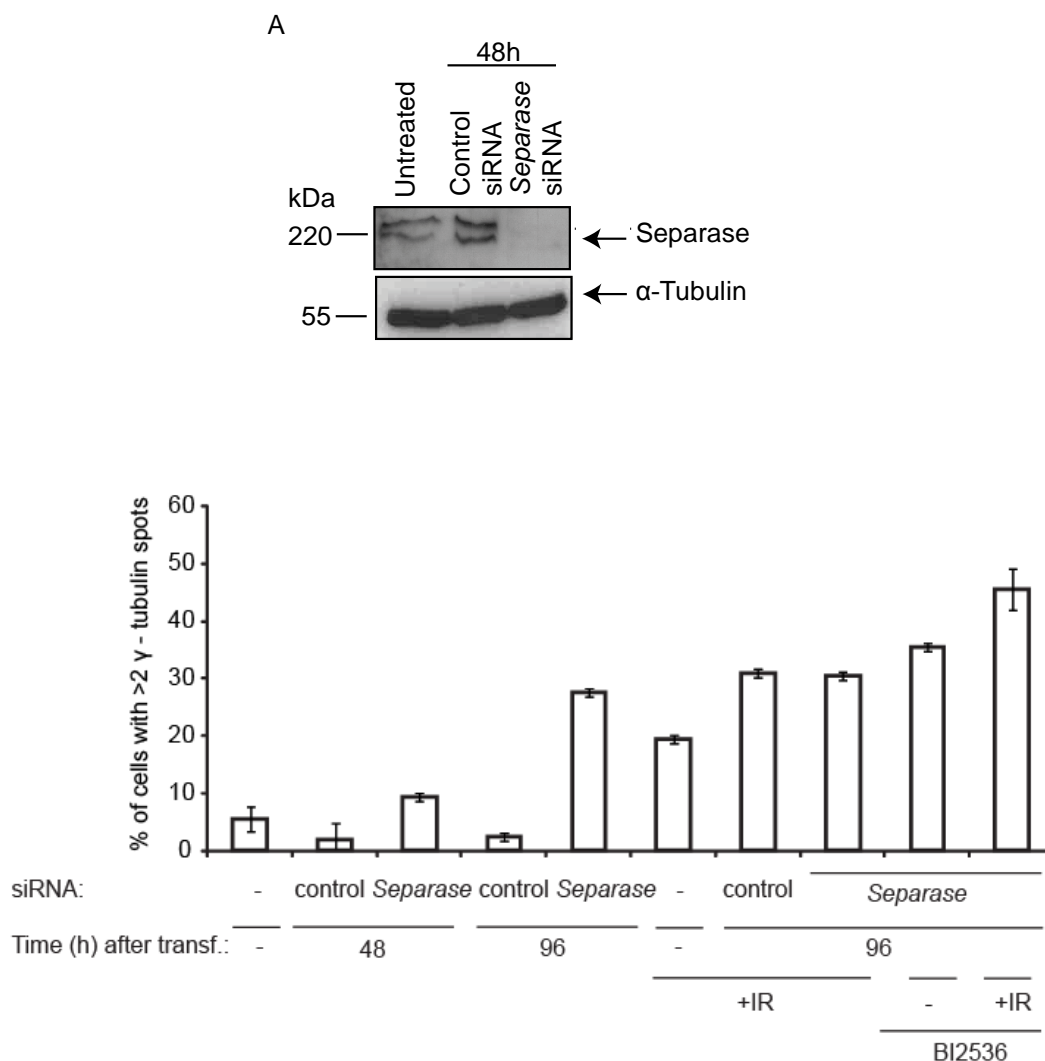 A
48h
Untreated
Control
siRNA
Separase
siRNA
kDa
220
Separase
α-Tubulin
55
% of cells with >2 γ - tubulin spots
60
50
40
30
20
10
0
siRNA: - control Separase control Separase - control Separase
Time (h) after transf.: - 48 96 - 96
+IR - +IR
BI2536